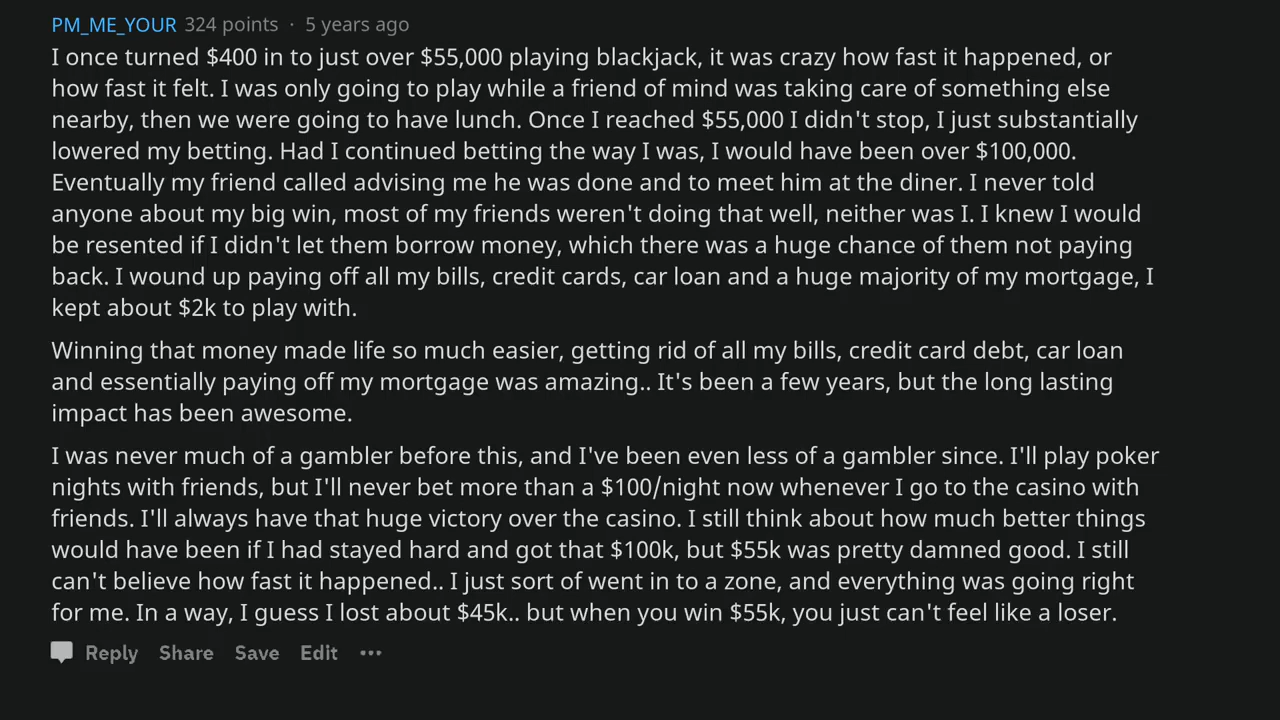 PM_ME_YOUR 324 points · 5 years ago
I once turned $400 in to just over $55,000 playing blackjack, it was crazy how fast it happened, or
how fast it felt. I was only going to play while a friend of mind was taking care of something else
nearby, then we were going to have lunch. Once I reached $55,000 I didn't stop, I just substantially
lowered my betting. Had I continued betting the way I was, I would have been over $100,000.
Eventually my friend called advising me he was done and to meet him at the diner. I never told
anyone about my big win, most of my friends weren't doing that well, neither was I. I knew I would
be resented if I didn't let them borrow money, which there was a huge chance of them not paying
back. I wound up paying off all my bills, credit cards, car loan and a huge majority of my mortgage, I
kept about $2k to play with.
Winning that money made life so much easier, getting rid of all my bills, credit card debt, car loan
and essentially paying off my mortgage was amazing.. It's been a few years, but the long lasting
impact has been awesome.
I was never much of a gambler before this, and I've been even less of a gambler since. I'll play poker
nights with friends, but I'll never bet more than a $100/night now whenever I go to the casino with
friends. I'll always have that huge victory over the casino. I still think about how much better things
would have been if I had stayed hard and got that $100k, but $55k was pretty damned good. I still
can't believe how fast it happened.. I just sort of went in to a zone, and everything was going right
for me. In a way, I guess I lost about $45k.. but when you win $55k, you just can't feel like a loser.
Reply Share Save Edit •••